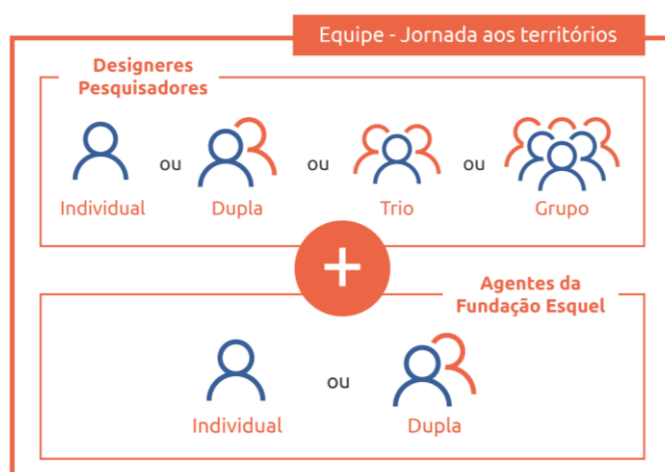 Equipe - Jornada aos territórios
Designeres
Pesquisadores
ou
ou
ou
Individual
Dupla
Trio
Grupo
+
Agentes da
Fundação Esquel
ou
Individual
Dupla